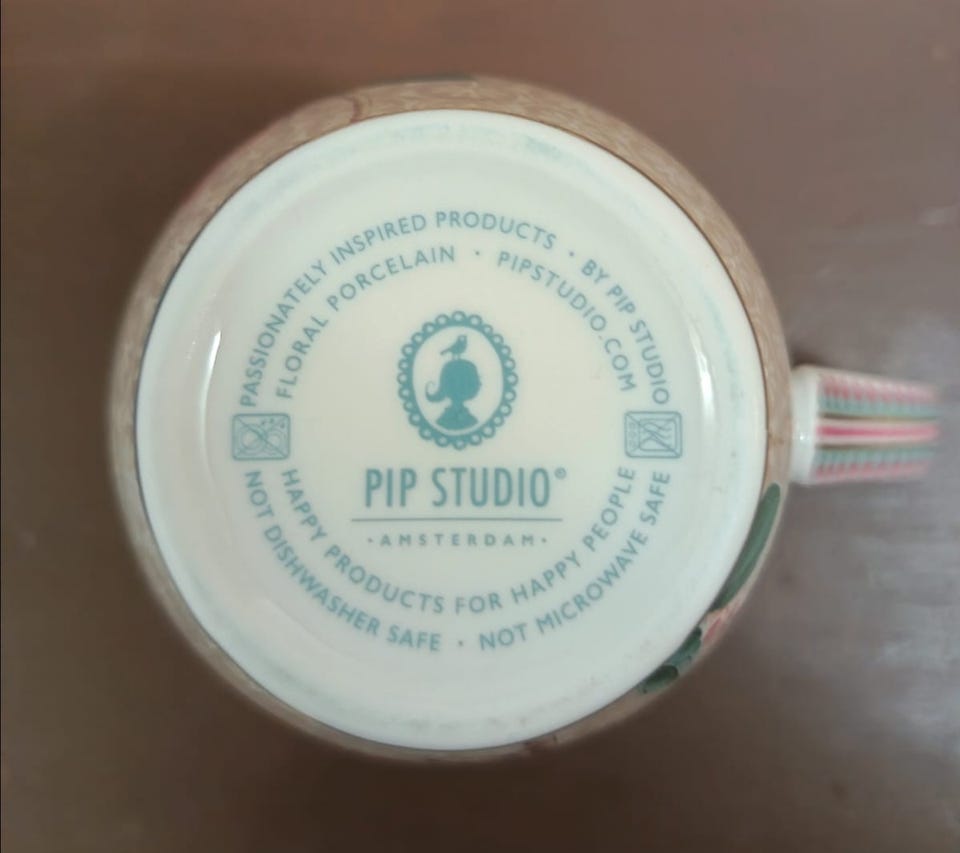 PASSIONATELY INSPIRED PRODUCTS · BY PIP STUDIO
FLORAL PORCELAIN · PIPSTUDIO.COM
PIP STUDIO®
·AMSTERDAM·
HAPPY PRODUCTS FOR HAPPY PEOPLE
NOT DISHWASHER SAFE · NOT MICROWAVE SAFE